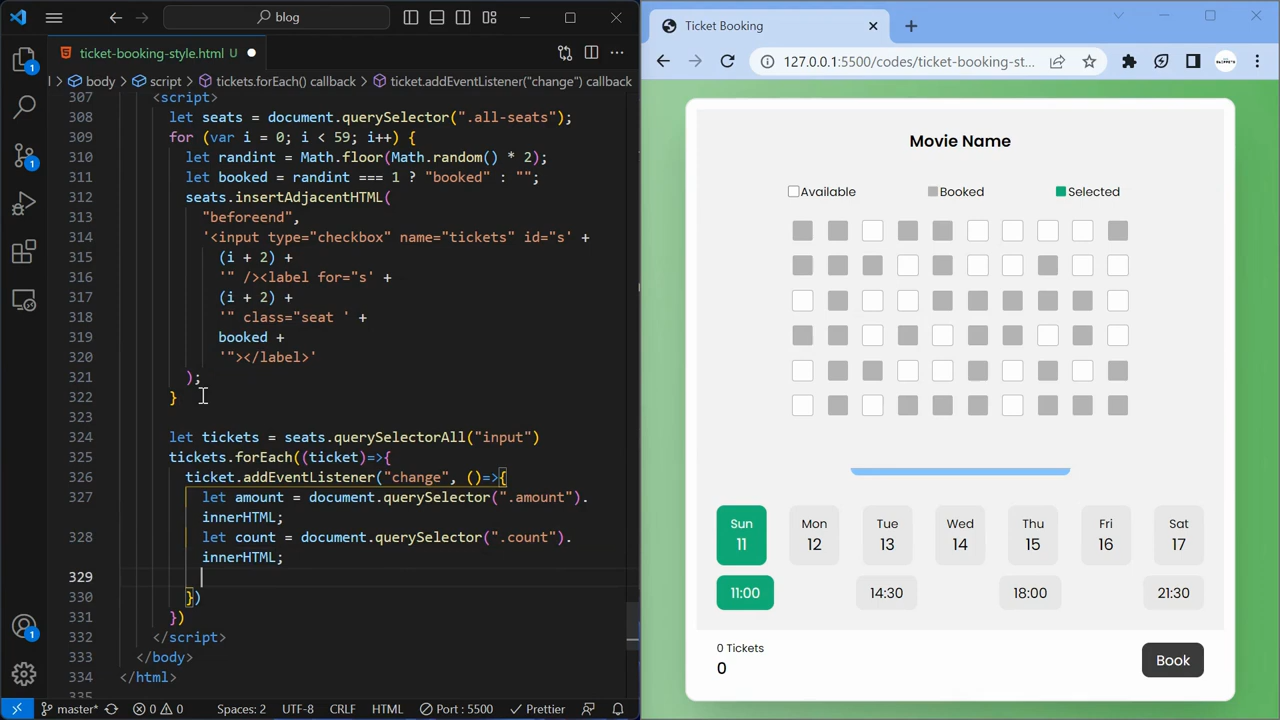 blog
ticket-booking-style.html U
l > body > script > tickets.forEach() callback > ticket.addEventListener("change") callback
307 <script>
308 let seats = document.querySelector(".all-seats");
309 for (var i = 0; i < 59; i++) {
310 let randint = Math.floor(Math.random() * 2);
311 let booked = randint === 1 ? "booked" : "";
312 seats.insertAdjacentHTML(
313 "beforeend",
314 '<input type="checkbox" name="tickets" id="s' +
315 (i + 2) +
316 '" /><label for="s' +
317 (i + 2) +
318 '" class="seat ' +
319 booked +
320 '"></label>'
321 );
322 }
323
324 let tickets = seats.querySelectorAll("input")
325 tickets.forEach((ticket)=>{
326 ticket.addEventListener("change", ()=>{
327 let amount = document.querySelector(".amount").
innerHTML;
328 let count = document.querySelector(".count").
innerHTML;
329
330 })
331 })
332 </script>
333 </body>
334 </html>
335
1
1
1
1
master* 0 0 Spaces: 2 UTF-8 CRLF HTML Port : 5500 Prettier
Ticket Booking
127.0.0.1:5500/codes/ticket-booking-st...
Movie Name
Available Booked Selected
Sun Mon Tue Wed Thu Fri Sat
11 12 13 14 15 16 17
11:00 14:30 18:00 21:30
0 Tickets
0
Book